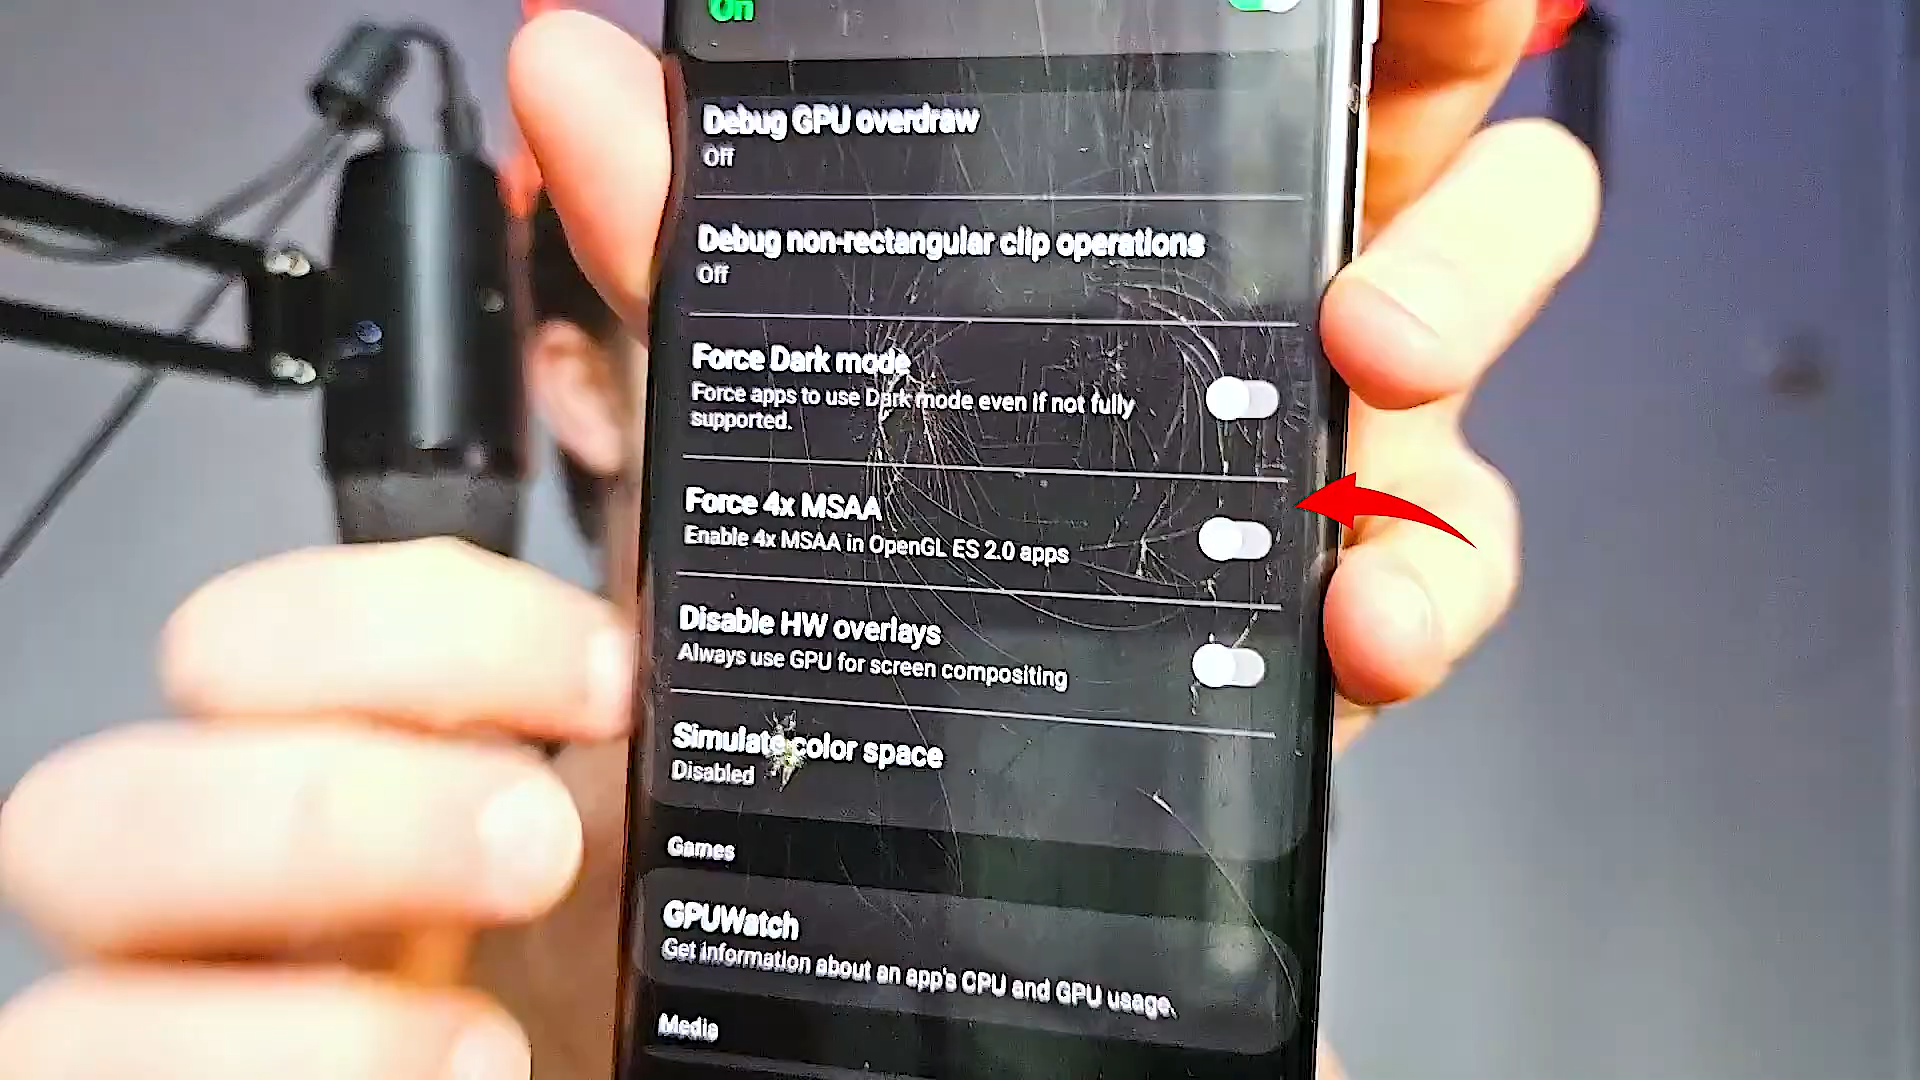 On
Debug GPU overdraw
Off
Debug non-rectangular clip operations
Off
Force Dark mode
Force apps to use Dark mode even if not fully
supported.
Force 4x MSAA
Enable 4x MSAA in OpenGL ES 2.0 apps
Disable HW overlays
Always use GPU for screen compositing
Simulate color space
Disabled
Games
GPUWatch
Get information about an app's CPU and GPU usage.
Media